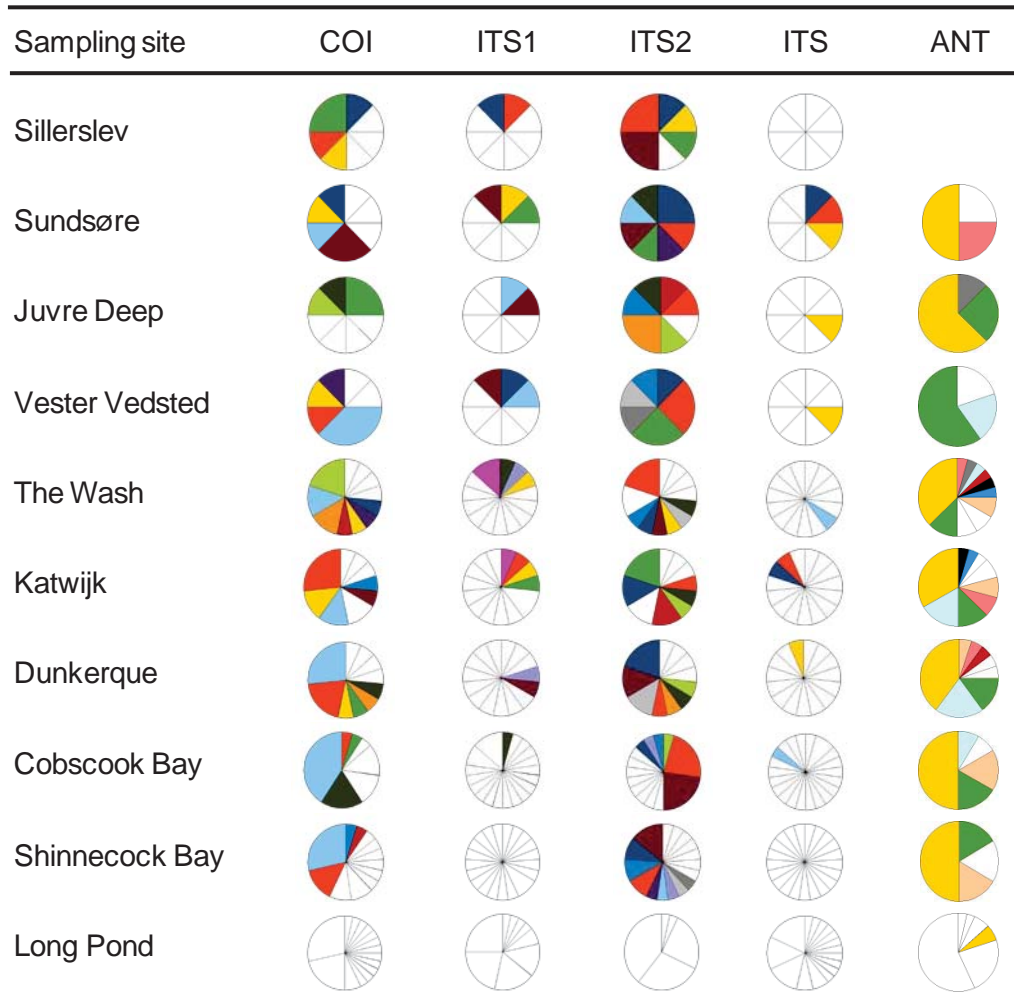 Sampling site COI ITS1 ITS2 ITS ANT
Sillerslev
Sundsøre
Juvre Deep
Vester Vedsted
The Wash
Katwijk
Dunkerque
Cobscook Bay
Shinnecock Bay
Long Pond